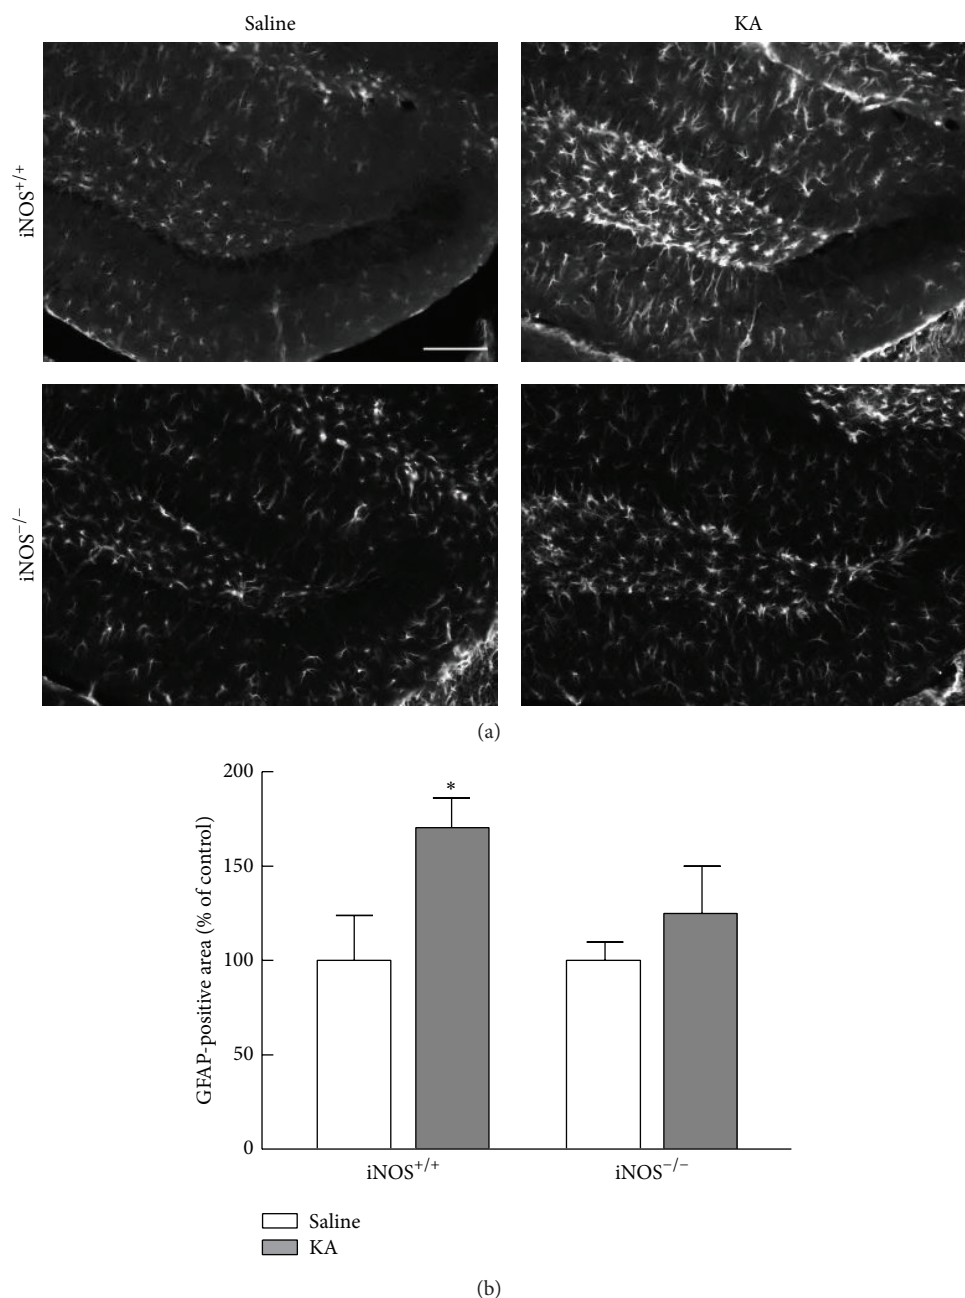 Saline KA
iNOS+/+
iNOS−/−
(a)
200
150
100
50
0
GFAP-positive area (% of control)
*
iNOS+/+ iNOS−/−
Saline
KA
(b)